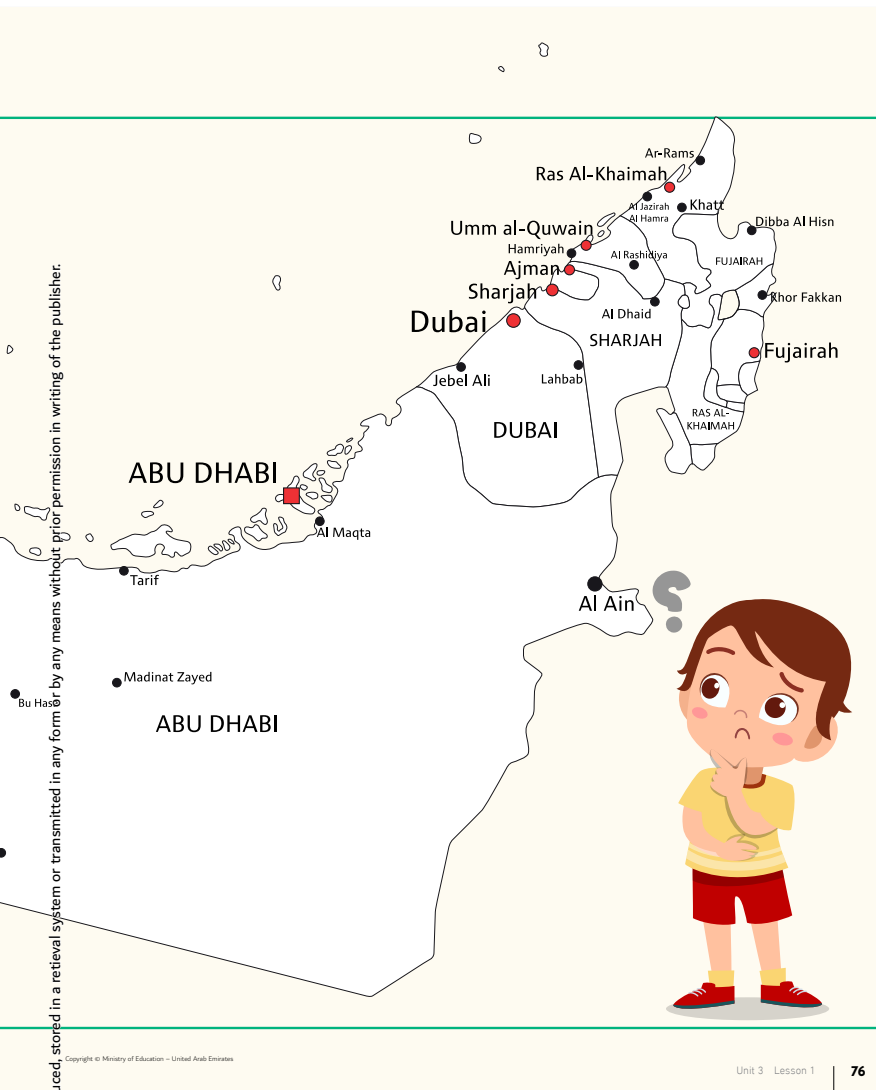 Ar-Rams
Ras Al-Khaimah
Al Jazirah
Al Hamra
Khatt
Dibba Al Hisn
Umm al-Quwain
Hamriyah
Al Rashidiya
FUJAIRAH
Ajman
Sharjah
Al Dhaid
Khor Fakkan
Dubai
SHARJAH
Fujairah
Jebel Ali
Lahbab
RAS AL-
KHAIMAH
DUBAI
ABU DHABI
Al Maqta
Tarif
Al Ain
?
Madinat Zayed
Bu Hasa
ABU DHABI
uced, stored in a retieval system or transmitted in any form or by any means without prior permission in writing of the publisher.
Copyright © Ministry of Education – United Arab Emirates
Unit 3 Lesson 1 76